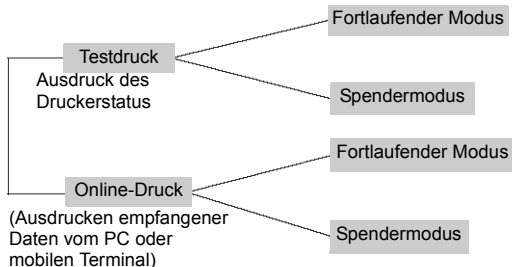 Fortlaufender Modus
Testdruck
Ausdruck des
Druckerstatus
Spendermodus
Fortlaufender Modus
Online-Druck
(Ausdrucken empfangener
Daten vom PC oder
mobilen Terminal)
Spendermodus